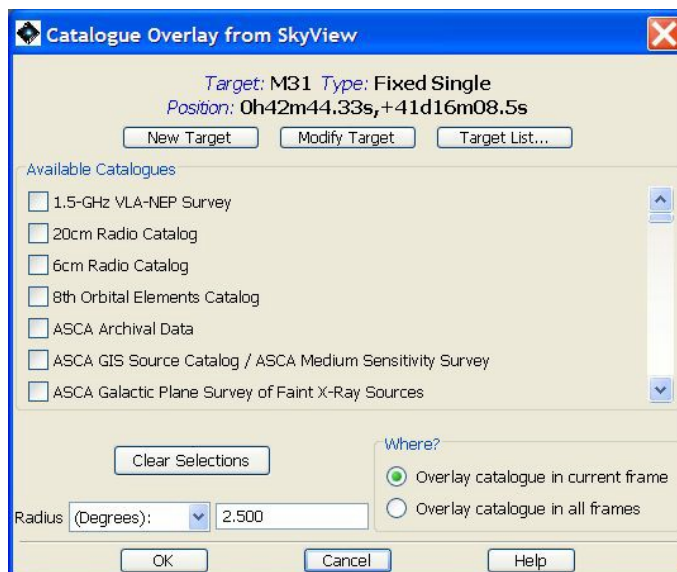 Catalogue Overlay from SkyView
Target: M31 Type: Fixed Single
Position: 0h42m44.33s,+41d16m08.5s
New Target Modify Target Target List...
Available Catalogues
1.5-GHz VLA-NEP Survey
20cm Radio Catalog
6cm Radio Catalog
8th Orbital Elements Catalog
ASCA Archival Data
ASCA GIS Source Catalog / ASCA Medium Sensitivity Survey
ASCA Galactic Plane Survey of Faint X-Ray Sources
Clear Selections
Where?
Overlay catalogue in current frame
Overlay catalogue in all frames
Radius (Degrees): 2.500
OK Cancel Help